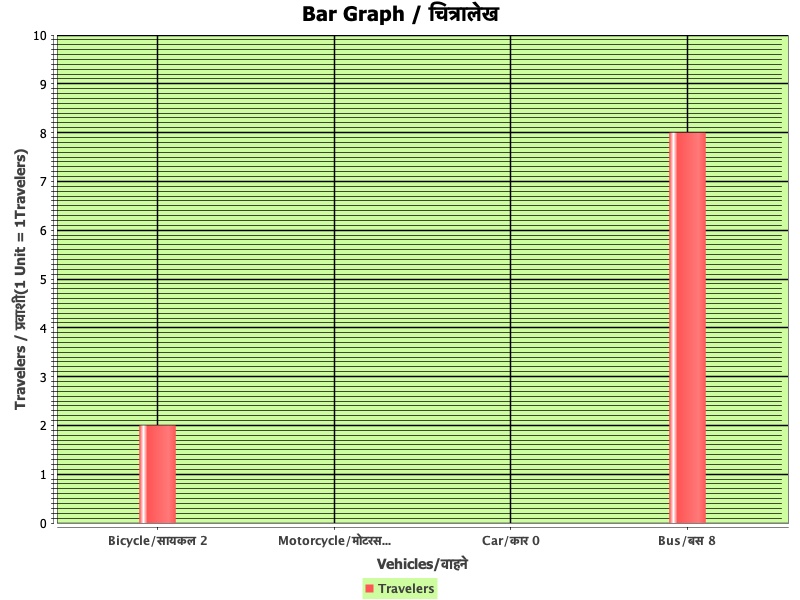 Bar Graph / चित्रालेख
10
9
8
7
6
5
4
3
2
1
0
Travelers / प्रवाशी(1 Unit = 1Travelers)
Bicycle/सायकल 2
Motorcycle/मोटरस...
Car/कार 0
Bus/बस 8
Vehicles/वाहने
Travelers